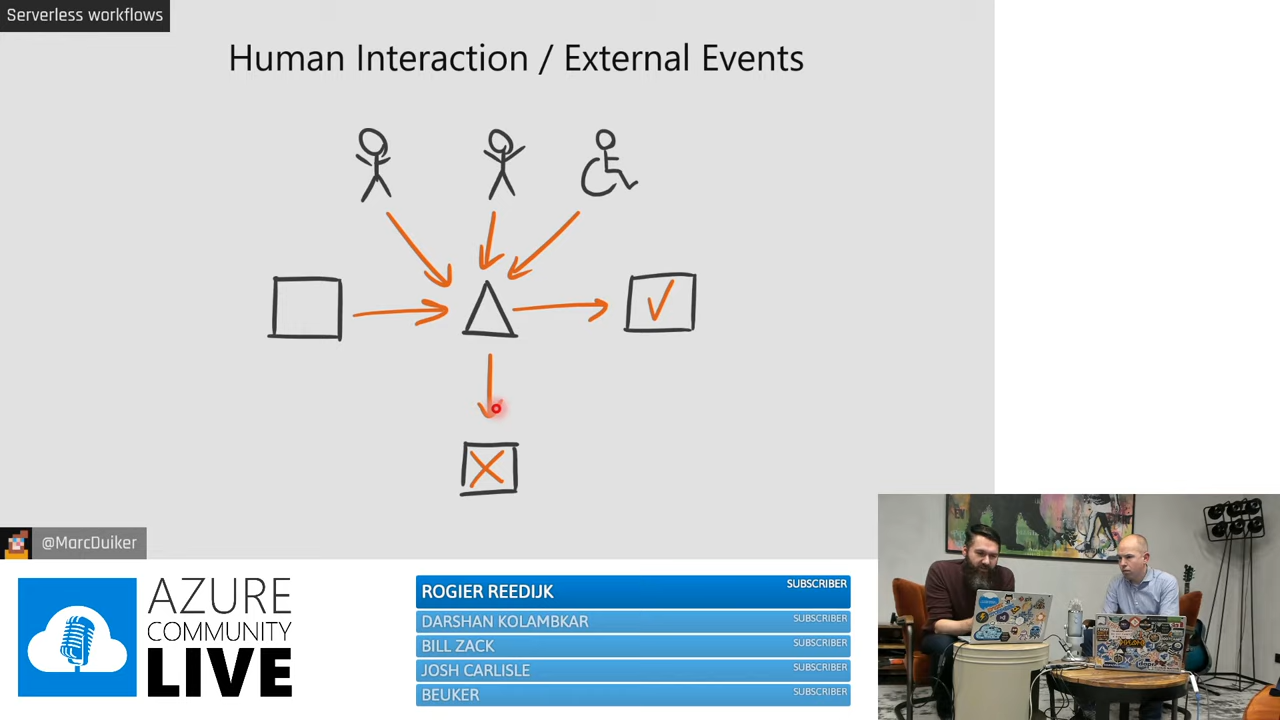 Serverless workflows
Human Interaction / External Events
@MarcDuiker
AZURE
COMMUNITY
LIVE
ROGIER REEDIJK SUBSCRIBER
DARSHAN KOLAMBKAR SUBSCRIBER
BILL ZACK SUBSCRIBER
JOSH CARLISLE SUBSCRIBER
BEUKER SUBSCRIBER